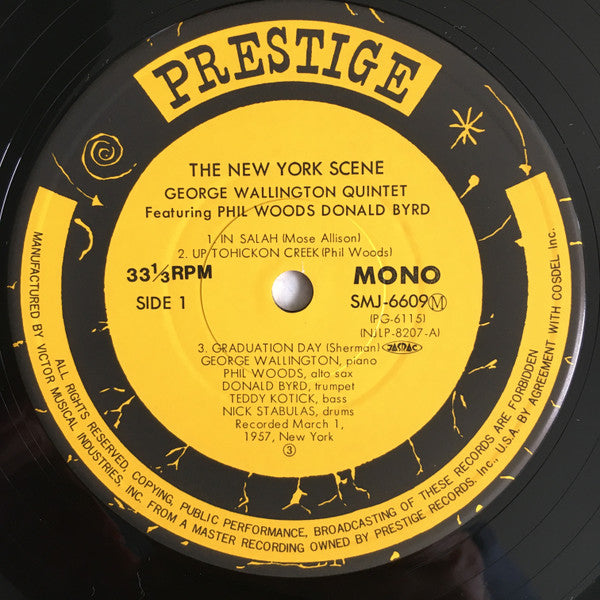 PRESTIGE
THE NEW YORK SCENE
GEORGE WALLINGTON QUINTET
Featuring PHIL WOODS DONALD BYRD
1. IN SALAH (Mose Allison)
2. UP TOHICKON CREEK (Phil Woods)
33⅓ RPM
SIDE 1
MONO
SMJ-6609 Ⓜ
(PG-6115)
(NJLP-8207-A)
3. GRADUATION DAY (Sherman) JASRAC
GEORGE WALLINGTON, piano
PHIL WOODS, alto sax
DONALD BYRD, trumpet
TEDDY KOTICK, bass
NICK STABULAS, drums
Recorded March 1,
1957, New York
③
ALL RIGHTS RESERVED, COPYING, PUBLIC PERFORMANCE, BROADCASTING OF THESE RECORDS ARE FORBIDDEN
MANUFACTURED BY VICTOR MUSICAL INDUSTRIES, INC. FROM A MASTER RECORDING OWNED BY PRESTIGE RECORDS. Inc., U.S.A. BY AGREEMENT WITH COSDEL Inc.